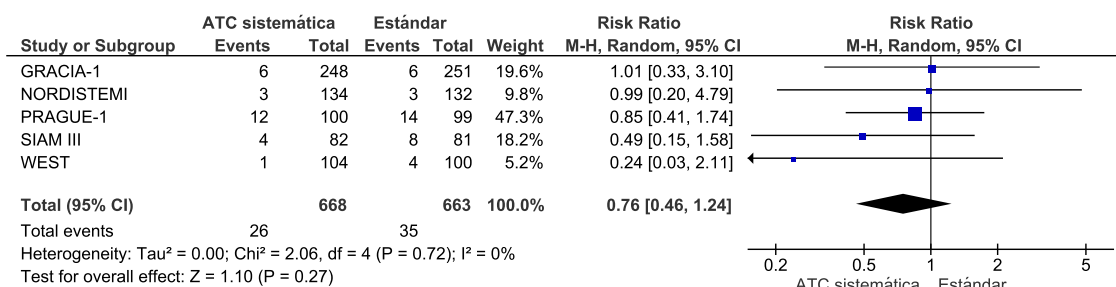 ATC sistemática Estándar Risk Ratio Risk Ratio
Study or Subgroup Events Total Events Total Weight M-H, Random, 95% CI M-H, Random, 95% CI
GRACIA-1 6 248 6 251 19.6% 1.01 [0.33, 3.10]
NORDISTEMI 3 134 3 132 9.8% 0.99 [0.20, 4.79]
PRAGUE-1 12 100 14 99 47.3% 0.85 [0.41, 1.74]
SIAM III 4 82 8 81 18.2% 0.49 [0.15, 1.58]
WEST 1 104 4 100 5.2% 0.24 [0.03, 2.11]
Total (95% CI) 668 663 100.0% 0.76 [0.46, 1.24]
Total events 26 35
Heterogeneity: Tau² = 0.00; Chi² = 2.06, df = 4 (P = 0.72); I² = 0%
Test for overall effect: Z = 1.10 (P = 0.27)
0.2 0.5 1 2 5
ATC sistemática Estándar